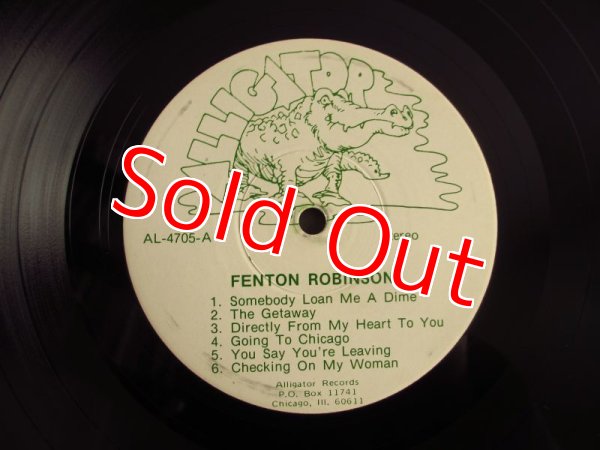 ALLIGATOR
Sold Out
AL-4705-A
Stereo
FENTON ROBINSON
1. Somebody Loan Me A Dime
2. The Getaway
3. Directly From My Heart To You
4. Going To Chicago
5. You Say You're Leaving
6. Checking On My Woman
Alligator Records
P.O. Box 11741
Chicago, Ill. 60611